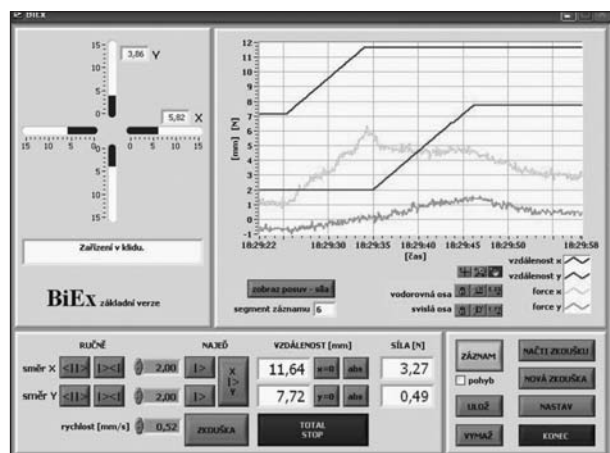 BiEx
15
10
5
0
3,86 Y
5,82 X
15 10 5 0
0 5 10 15
0
5
10
15
Zařízení v klidu.
BiEx základní verze
12
11
10
9
8
7
6
5
4
3
2
1
0
-1
[mm] [N]
18:29:22 18:29:30 18:29:35 18:29:40 18:29:45 18:29:50 18:29:58
[čas]
vzdálenost x
vzdálenost y
force x
force y
zobraz posuv - síla
segment záznamu 6
vodorovná osa
svislá osa
RUČNĚ NAJEĎ VZDÁLENOST [mm] SÍLA [N]
směr X <||> |><| 2,00 |> X |> Y 11,64 x=0 abs 3,27
směr Y <||> |><| 2,00 |> 7,72 y=0 abs 0,49
rychlost [mm/s] 0,52 ZKOUŠKA TOTAL STOP
ZÁZNAM NAČTI ZKOUŠKU
pohyb NOVÁ ZKOUŠKA
ULOŽ NASTAV
VYMAŽ KONEC